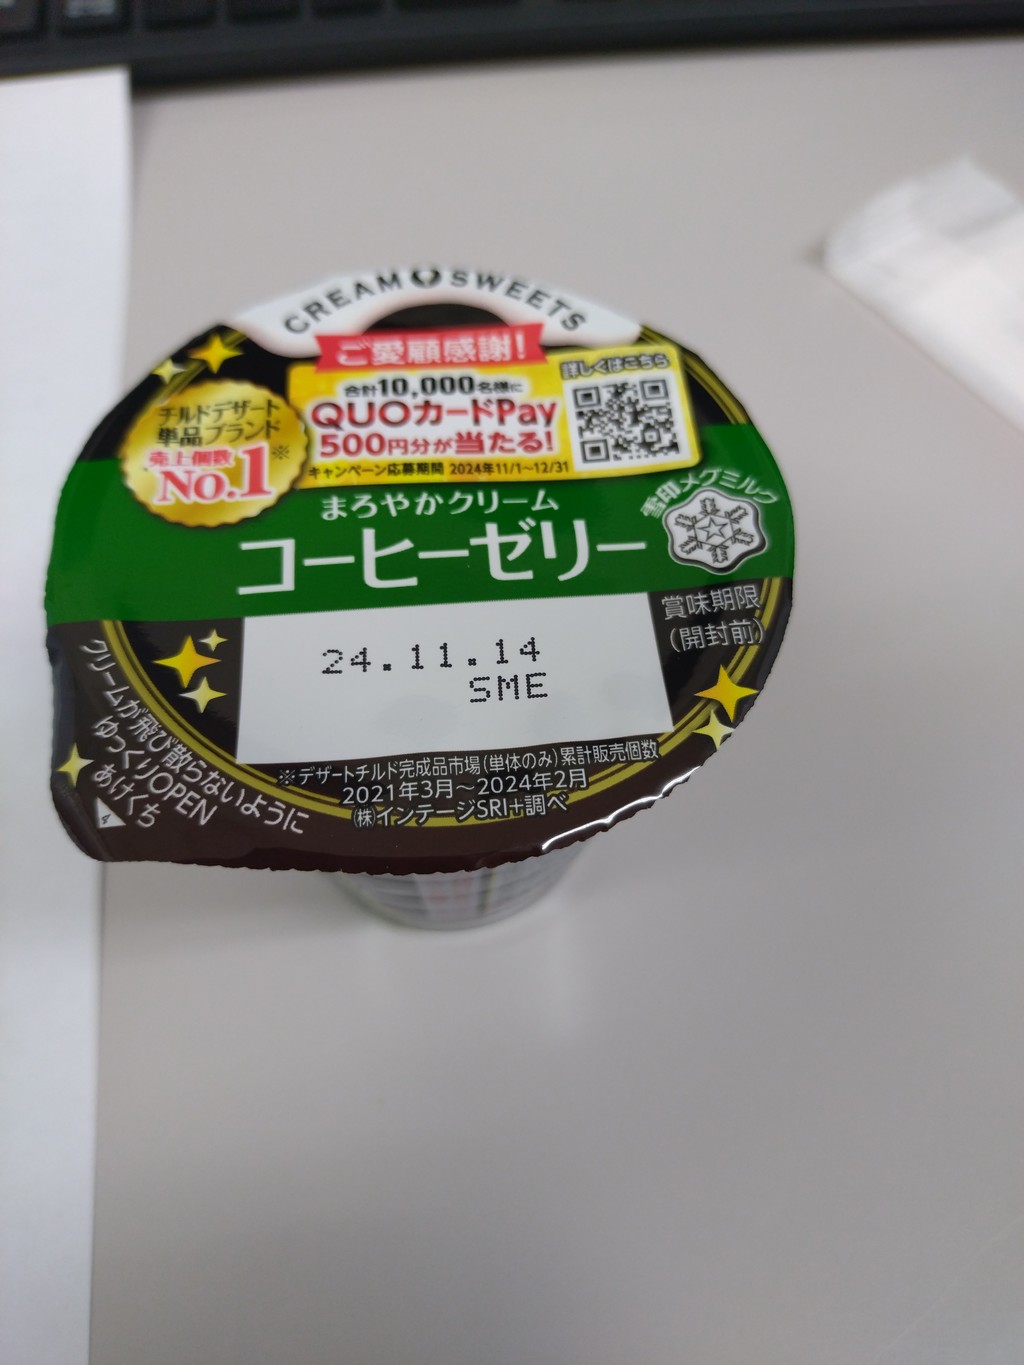 CREAM SWEETS
ご愛顧感謝!
詳しくはこちら
合計10,000名様に
QUOカードPay
500円分が当たる!
キャンペーン応募期間 2024年11/1~12/31
チルドデザート
単品ブランド
売上個数
No.1※
まろやかクリーム
コーヒーゼリー
雪印メグミルク
賞味期限
(開封前)
24.11.14
SME
※デザートチルド完成品市場(単体のみ)累計販売個数
2021年3月~2024年2月
(株)インテージSRI+調べ
クリームが飛び散らないように
ゆっくりOPEN
あけくち